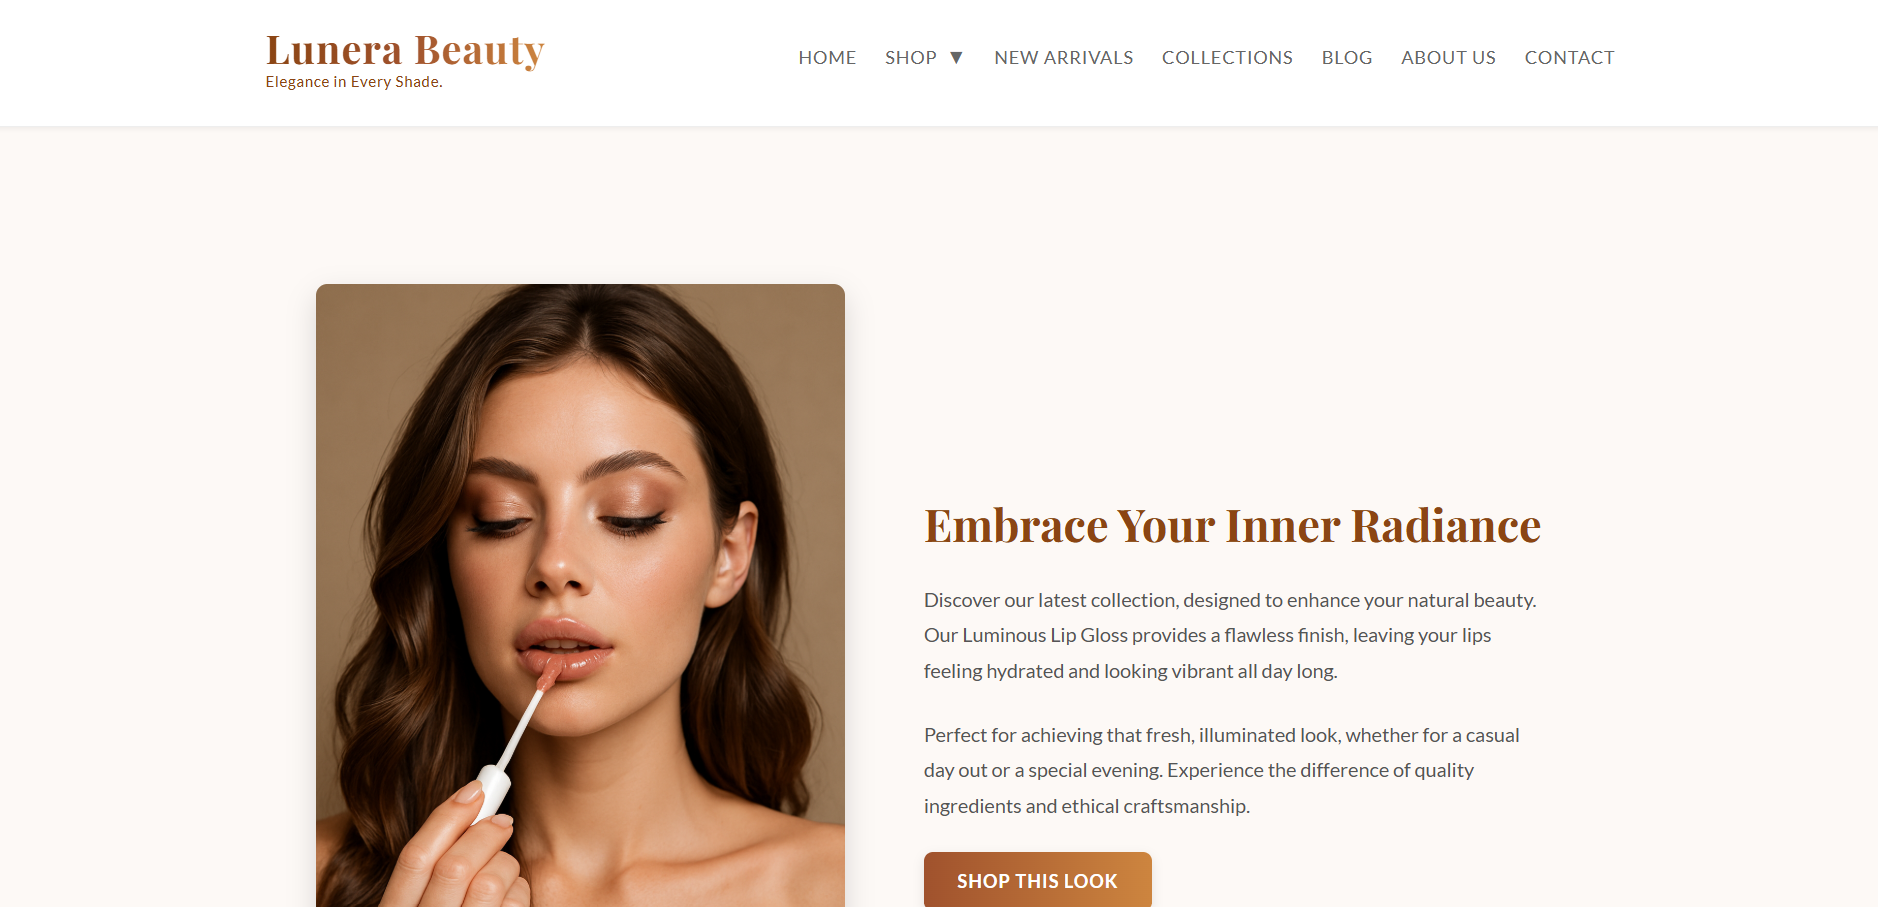 Lunera Beauty
Elegance in Every Shade.
HOME SHOP ▼ NEW ARRIVALS COLLECTIONS BLOG ABOUT US CONTACT
Embrace Your Inner Radiance
Discover our latest collection, designed to enhance your natural beauty.
Our Luminous Lip Gloss provides a flawless finish, leaving your lips
feeling hydrated and looking vibrant all day long.
Perfect for achieving that fresh, illuminated look, whether for a casual
day out or a special evening. Experience the difference of quality
ingredients and ethical craftsmanship.
SHOP THIS LOOK